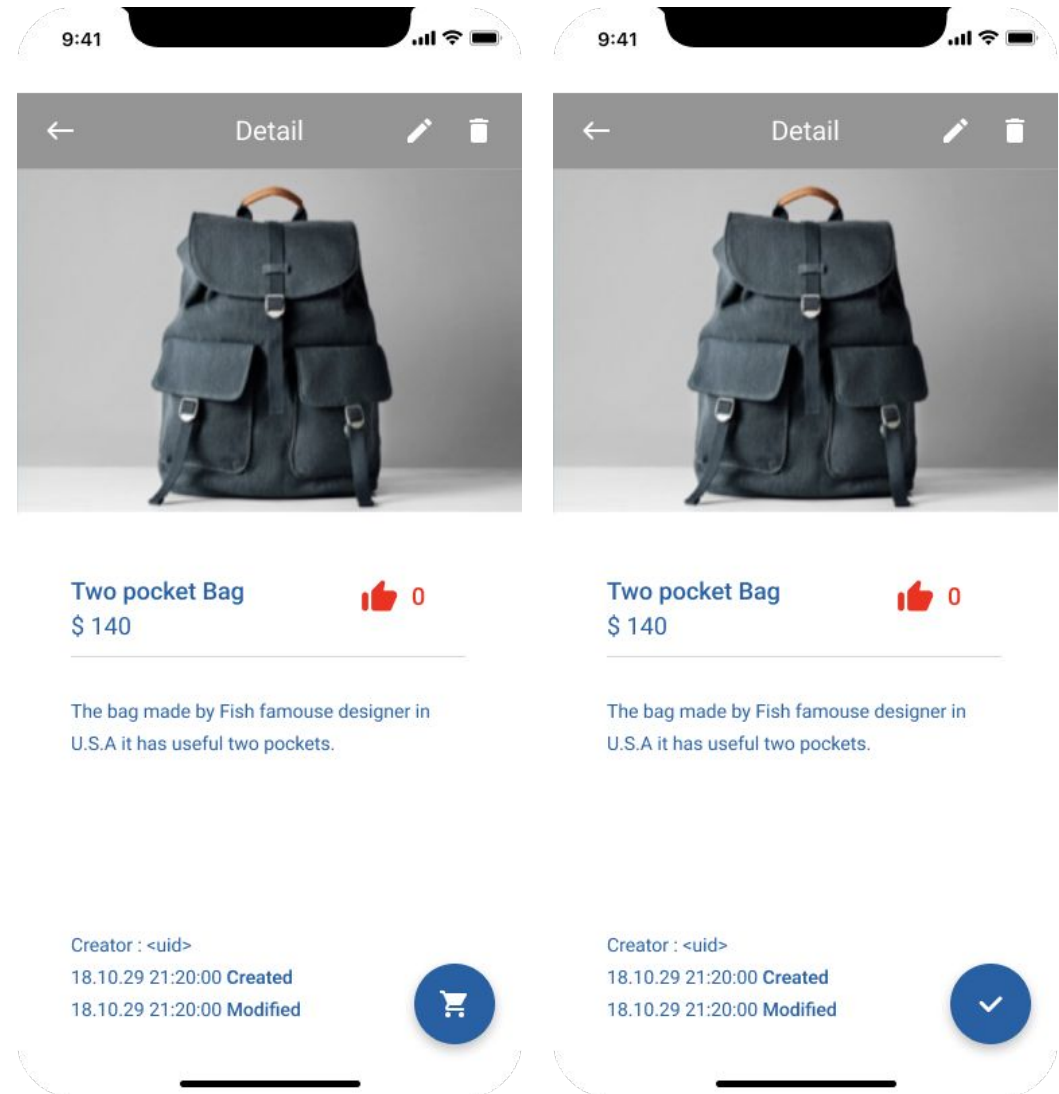 9:41
Detail
Two pocket Bag
0
$ 140
The bag made by Fish famouse designer in
U.S.A it has useful two pockets.
Creator : <uid>
18.10.29 21:20:00 Created
18.10.29 21:20:00 Modified
9:41
Detail
Two pocket Bag
0
$ 140
The bag made by Fish famouse designer in
U.S.A it has useful two pockets.
Creator : <uid>
18.10.29 21:20:00 Created
18.10.29 21:20:00 Modified